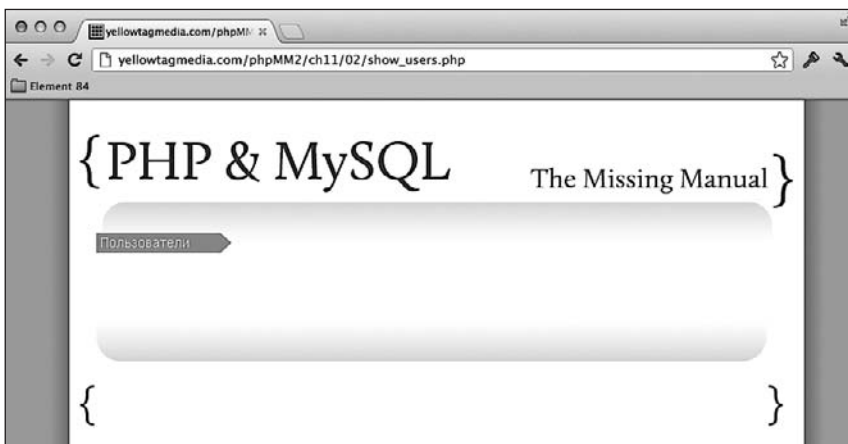 yellowtagmedia.com/phpMM
yellowtagmedia.com/phpMM2/ch11/02/show_users.php
Element 84
{PHP & MySQL
The Missing Manual}
Пользователи
{ }